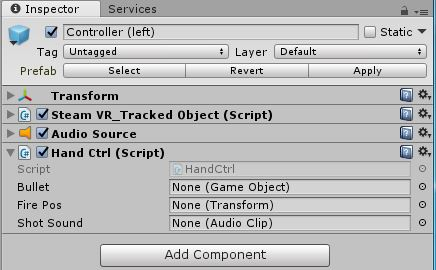 Inspector Services
Controller (left) Static
Tag Untagged Layer Default
Prefab Select Revert Apply
Transform
Steam VR_Tracked Object (Script)
Audio Source
Hand Ctrl (Script)
Script HandCtrl
Bullet None (Game Object)
Fire Pos None (Transform)
Shot Sound None (Audio Clip)
Add Component